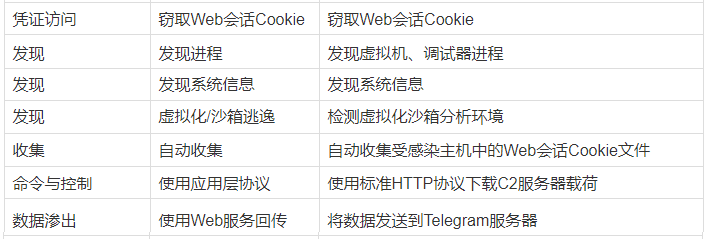 凭证访问 窃取Web会话Cookie 窃取Web会话Cookie
发现 发现进程 发现虚拟机、调试器进程
发现 发现系统信息 发现系统信息
发现 虚拟化/沙箱逃逸 检测虚拟化沙箱分析环境
收集 自动收集 自动收集受感染主机中的Web会话Cookie文件
命令与控制 使用应用层协议 使用标准HTTP协议下载C2服务器载荷
数据渗出 使用Web服务回传 将数据发送到Telegram服务器